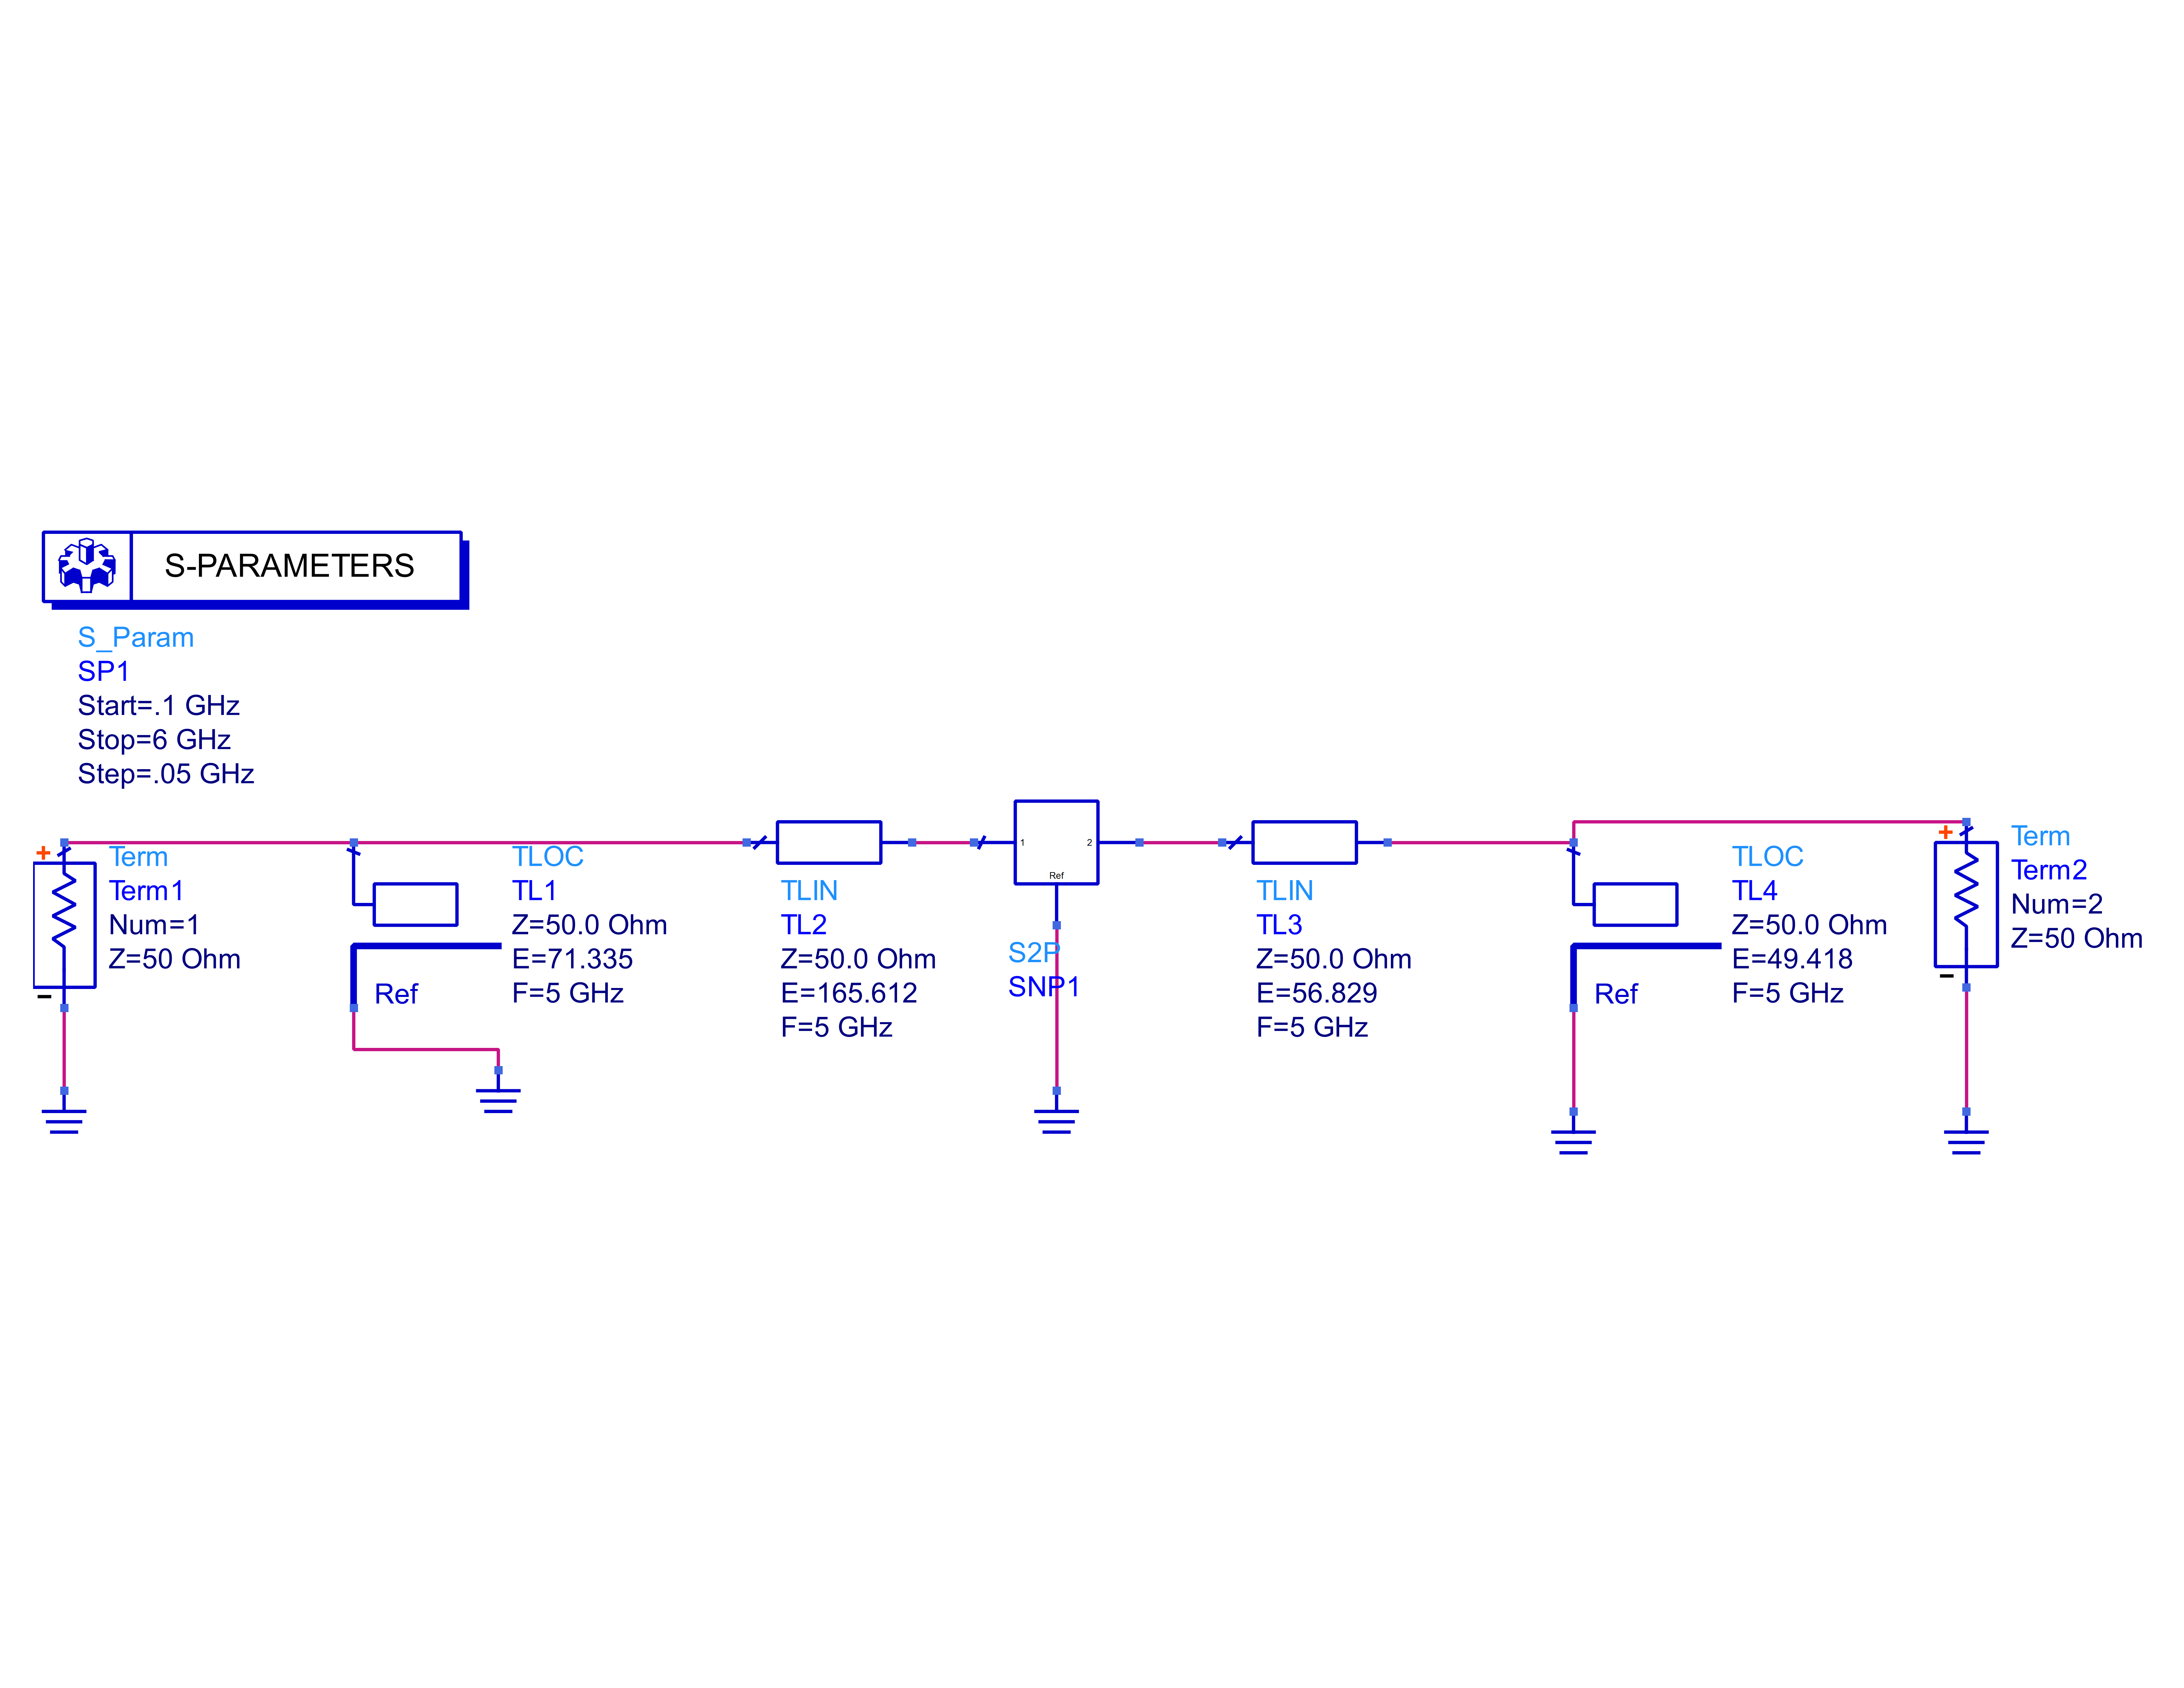 S-PARAMETERS
S_Param
SP1
Start=.1 GHz
Stop=6 GHz
Step=.05 GHz
+
Term
Term1
Num=1
Z=50 Ohm
-
TLOC
TL1
Z=50.0 Ohm
E=71.335
F=5 GHz
Ref
TLIN
TL2
Z=50.0 Ohm
E=165.612
F=5 GHz
1
2
Ref
S2P
SNP1
TLIN
TL3
Z=50.0 Ohm
E=56.829
F=5 GHz
TLOC
TL4
Z=50.0 Ohm
E=49.418
F=5 GHz
Ref
+
Term
Term2
Num=2
Z=50 Ohm
-